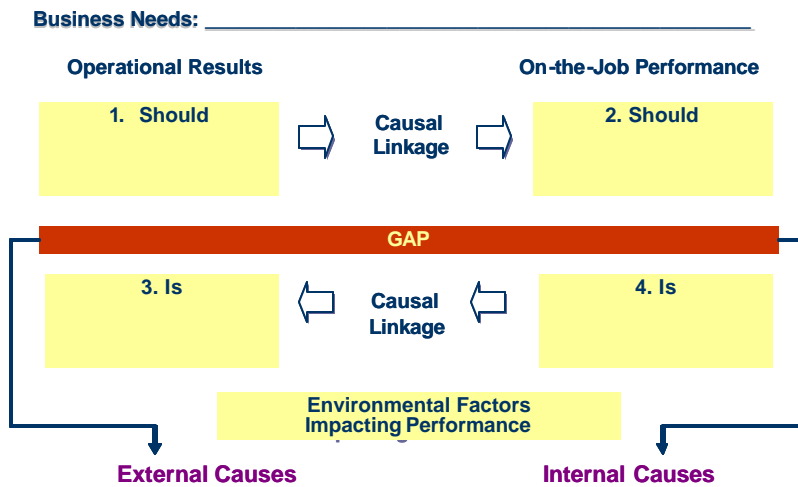 Business Needs: ______________________________________________
Operational Results
On-the-Job Performance
1. Should
Causal
Linkage
2. Should
GAP
3. Is
Causal
Linkage
4. Is
Environmental Factors
Impacting Performance
External Causes
Internal Causes